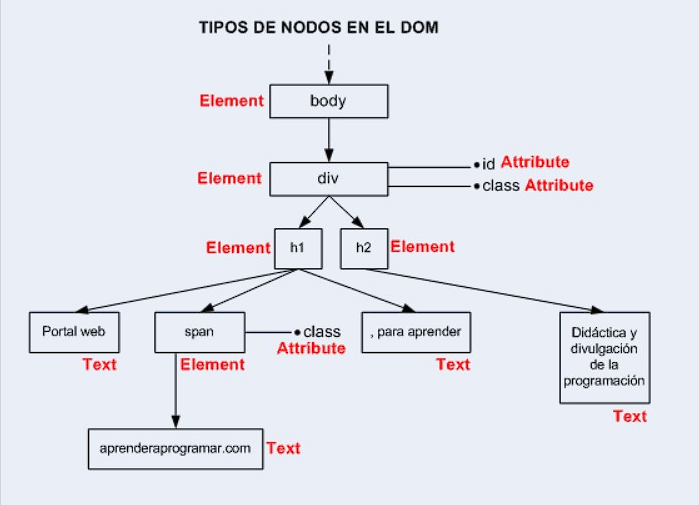 TIPOS DE NODOS EN EL DOM
Element
body
Element
div
id Attribute
class Attribute
Element
h1
h2
Element
Portal web
Text
span
Element
class
Attribute
, para aprender
Text
Didáctica y
divulgación
de la
programación
Text
aprenderaprogramar.com
Text